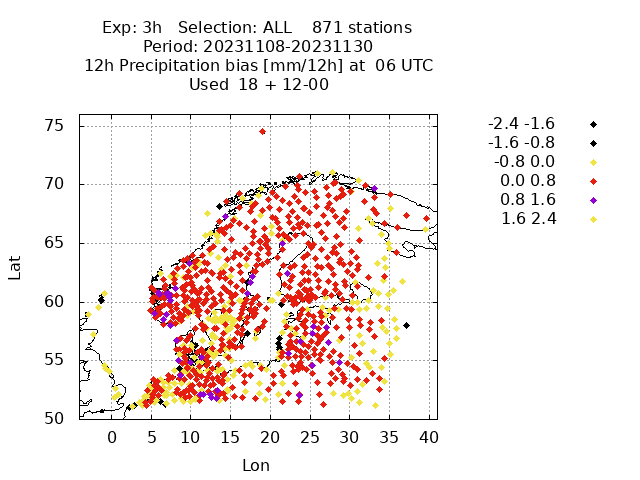 Exp: 3h   Selection: ALL    871 stations
Period: 20231108-20231130
12h Precipitation bias [mm/12h] at  06 UTC
Used  18 + 12-00
-2.4 -1.6
-1.6 -0.8
-0.8 0.0
0.0 0.8
0.8 1.6
1.6 2.4
75
70
65
60
55
50
Lat
0 5 10 15 20 25 30 35 40
Lon